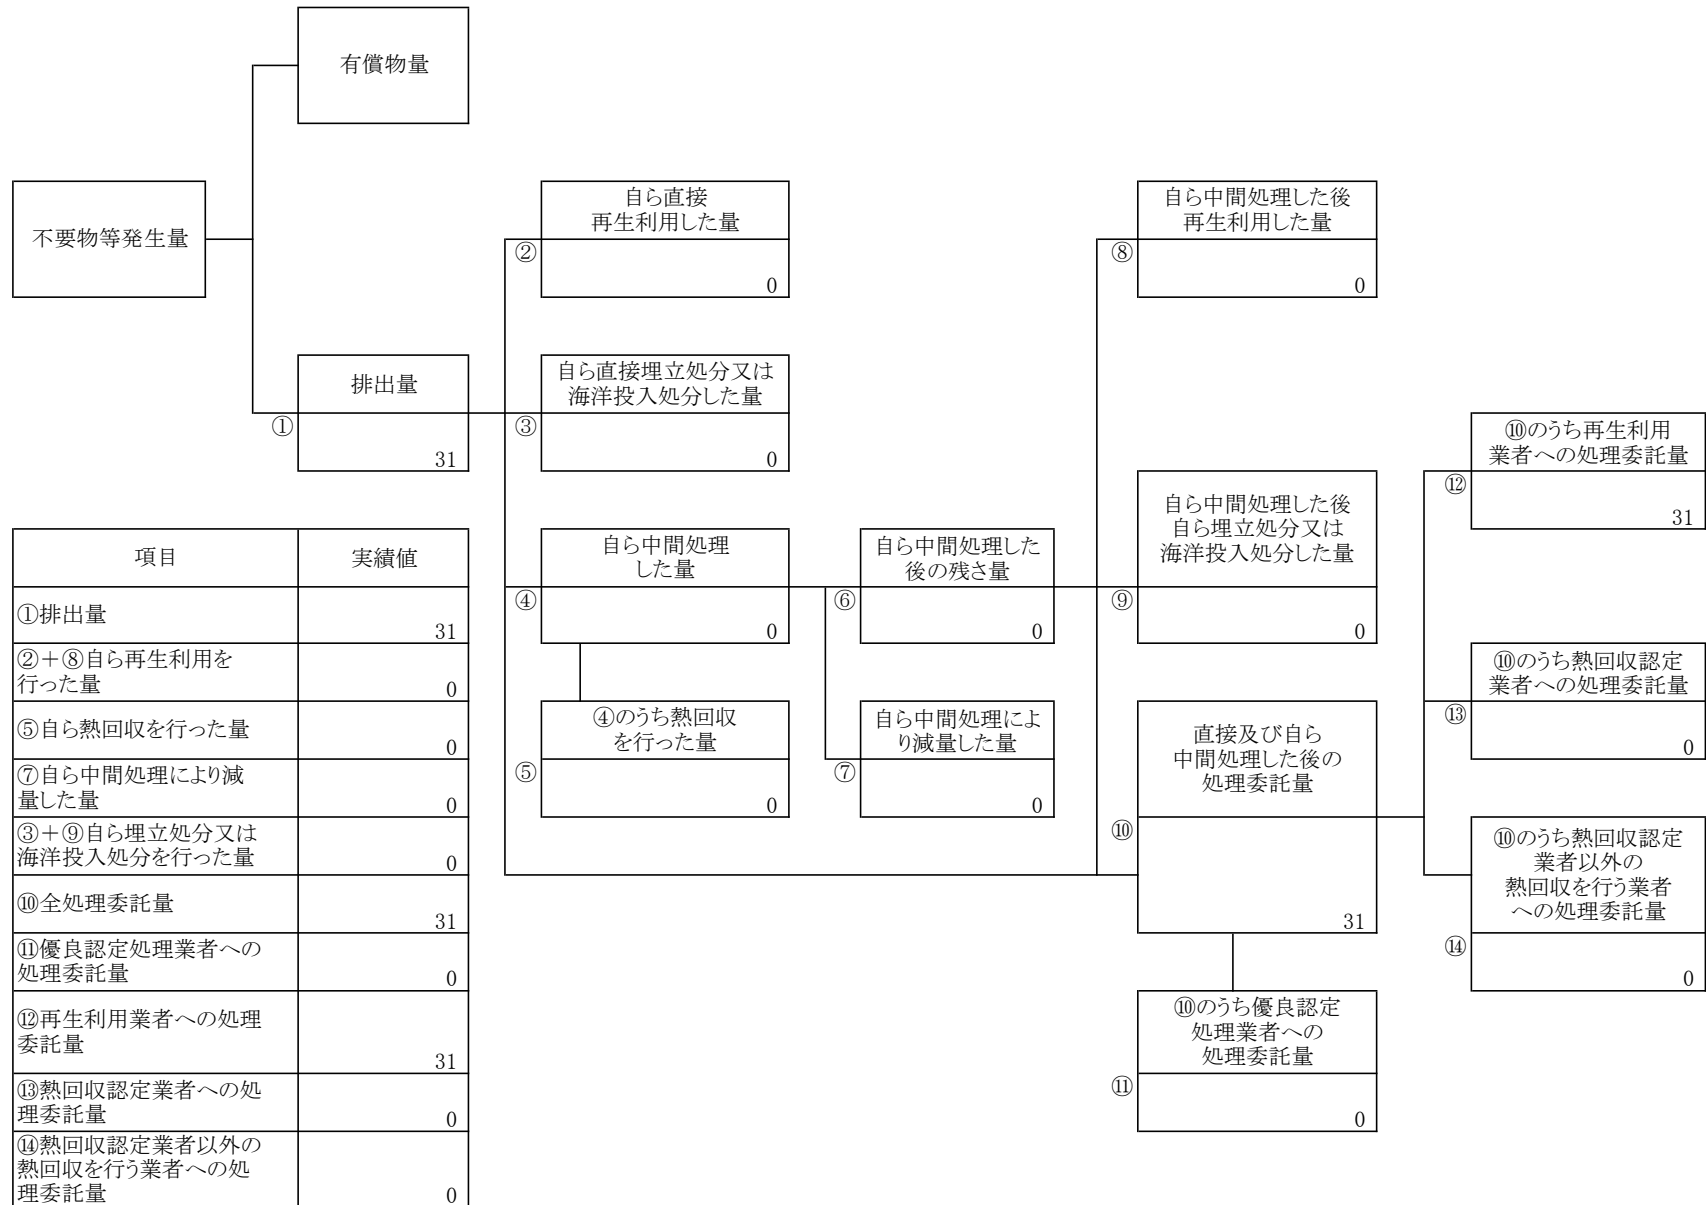 有償物量
不要物等発生量
自ら直接
再生利用した量
②
0
自ら中間処理した後
再生利用した量
⑧
0
排出量
①
31
自ら直接埋立処分又は
海洋投入処分した量
③
0
⑩のうち再生利用
業者への処理委託量
⑫
31
自ら中間処理
した量
④
0
自ら中間処理した
後の残さ量
⑥
0
自ら中間処理した後
自ら埋立処分又は
海洋投入処分した量
⑨
0
⑩のうち熱回収認定
業者への処理委託量
⑬
0
④のうち熱回収
を行った量
⑤
0
自ら中間処理によ
り減量した量
⑦
0
直接及び自ら
中間処理した後の
処理委託量
⑩
31
⑩のうち熱回収認定
業者以外の
熱回収を行う業者
への処理委託量
⑭
0
⑩のうち優良認定
処理業者への
処理委託量
⑪
0
項目 実績値
①排出量
31
②+⑧自ら再生利用を
行った量
0
⑤自ら熱回収を行った量
0
⑦自ら中間処理により減
量した量
0
③+⑨自ら埋立処分又は
海洋投入処分を行った量
0
⑩全処理委託量
31
⑪優良認定処理業者への
処理委託量
0
⑫再生利用業者への処理
委託量
31
⑬熱回収認定業者への処
理委託量
0
⑭熱回収認定業者以外の
熱回収を行う業者への処
理委託量
0